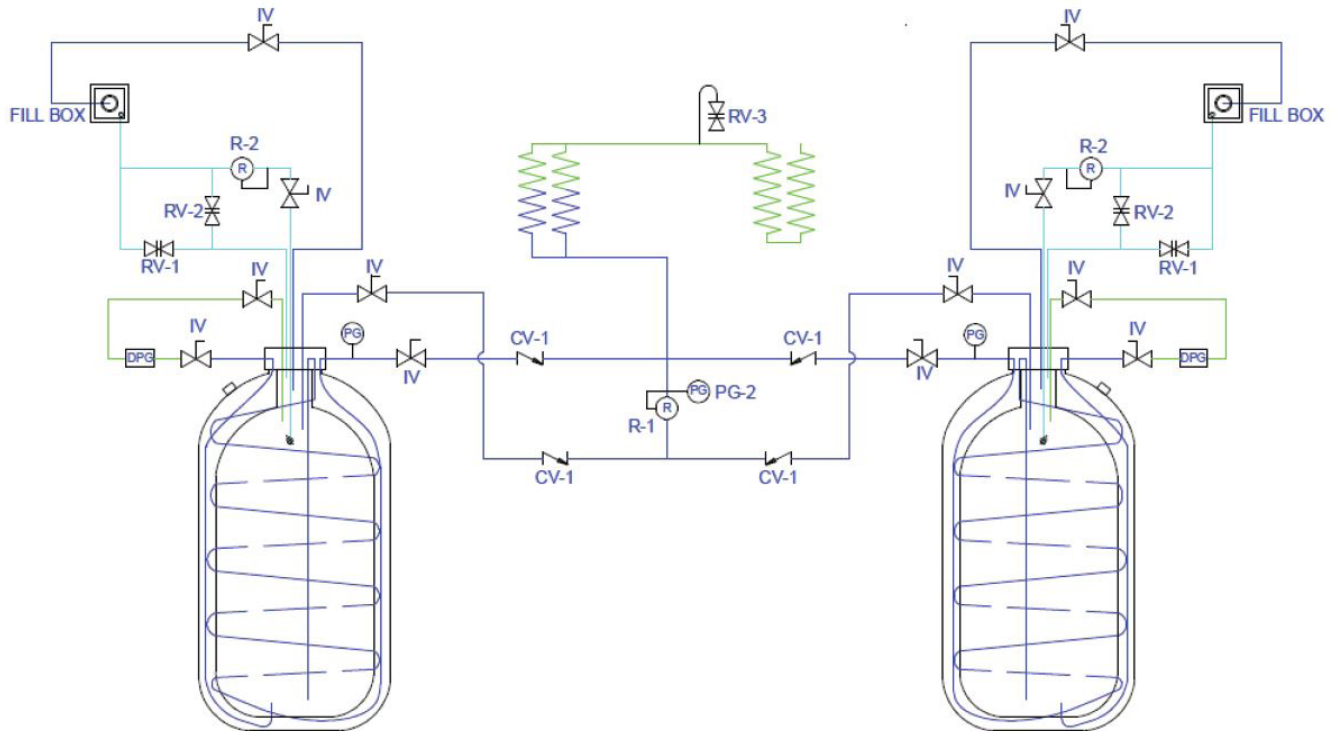 IV
IV
FILL BOX
RV-3
FILL BOX
R-2
R
R-2
R
IV
IV
RV-2
RV-2
RV-1
RV-1
IV
IV
IV
IV
IV
PG
CV-1
CV-1
PG
IV
DPG
DPG
IV
IV
PG
PG-2
R
R-1
CV-1
CV-1